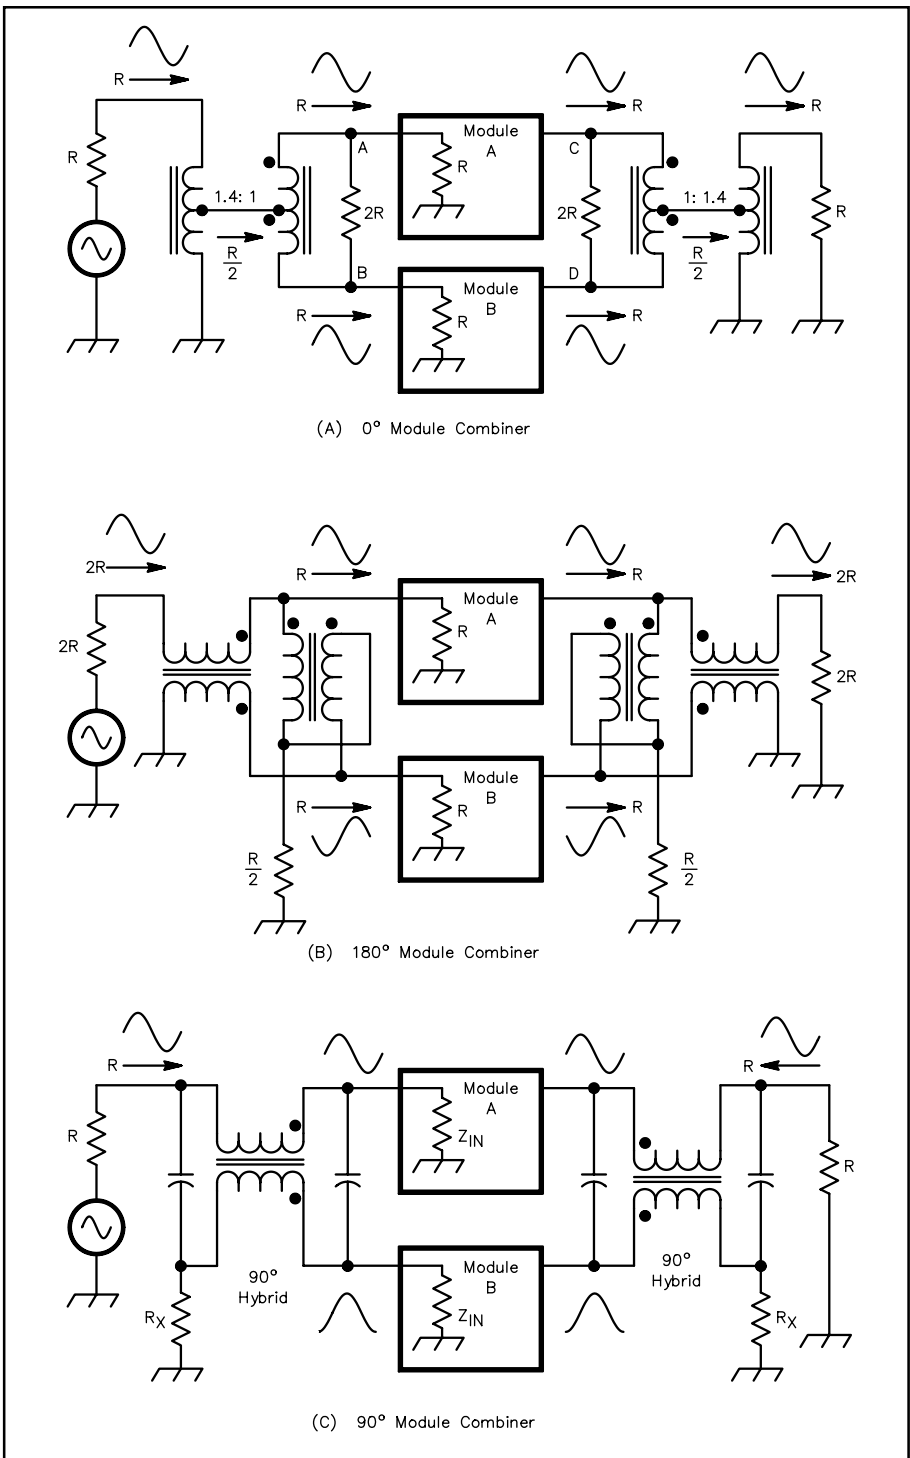 R
R
R
R
R
A
Module
A
C
R
R
1.4: 1
2R
2R
1: 1.4
R
R/2
R/2
B
Module
B
D
R
R
R
(A) 0° Module Combiner
2R
R
R
2R
Module
A
2R
R
2R
Module
B
R
R
R
R/2
R/2
(B) 180° Module Combiner
R
R
Module
A
R
ZIN
R
90°
Hybrid
Module
B
90°
Hybrid
RX
ZIN
RX
(C) 90° Module Combiner